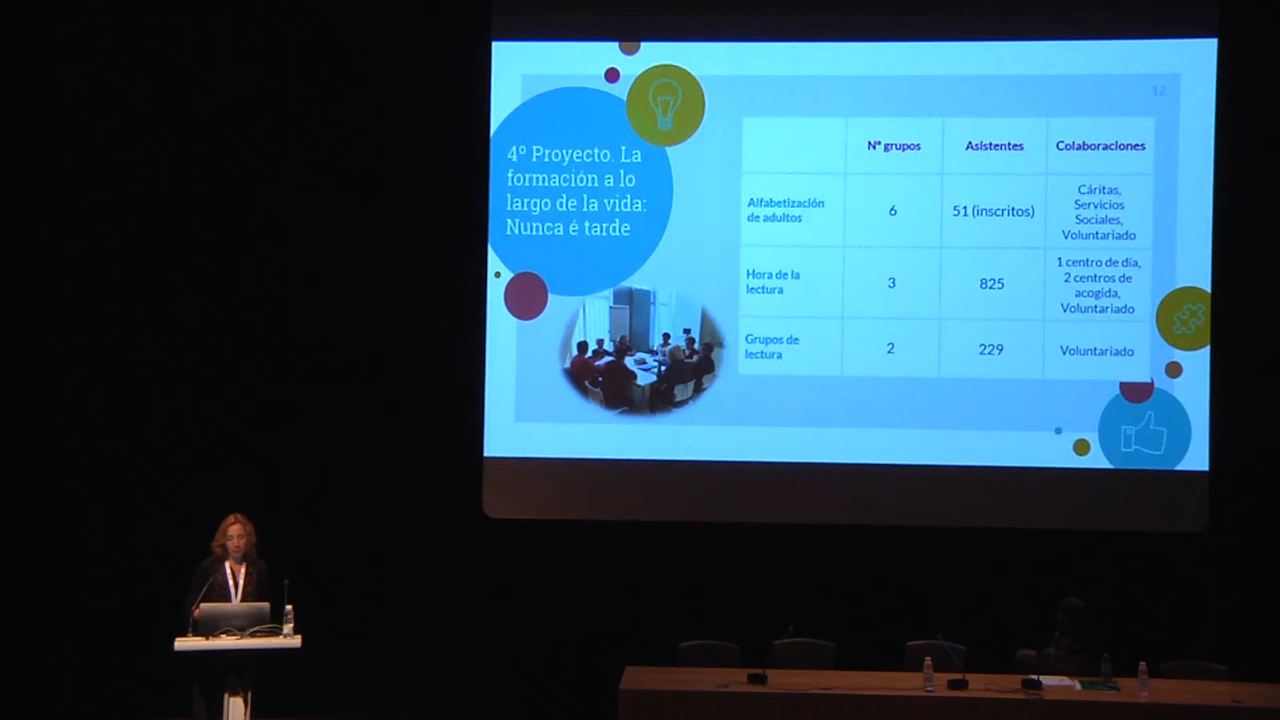 12
4º Proyecto. La
formación a lo
largo de la vida:
Nunca é tarde
Nº grupos
Asistentes
Colaboraciones
Alfabetización
de adultos
6
51 (inscritos)
Cáritas,
Servicios
Sociales,
Voluntariado
Hora de la
lectura
3
825
1 centro de día,
2 centros de
acogida,
Voluntariado
Grupos de
lectura
2
229
Voluntariado